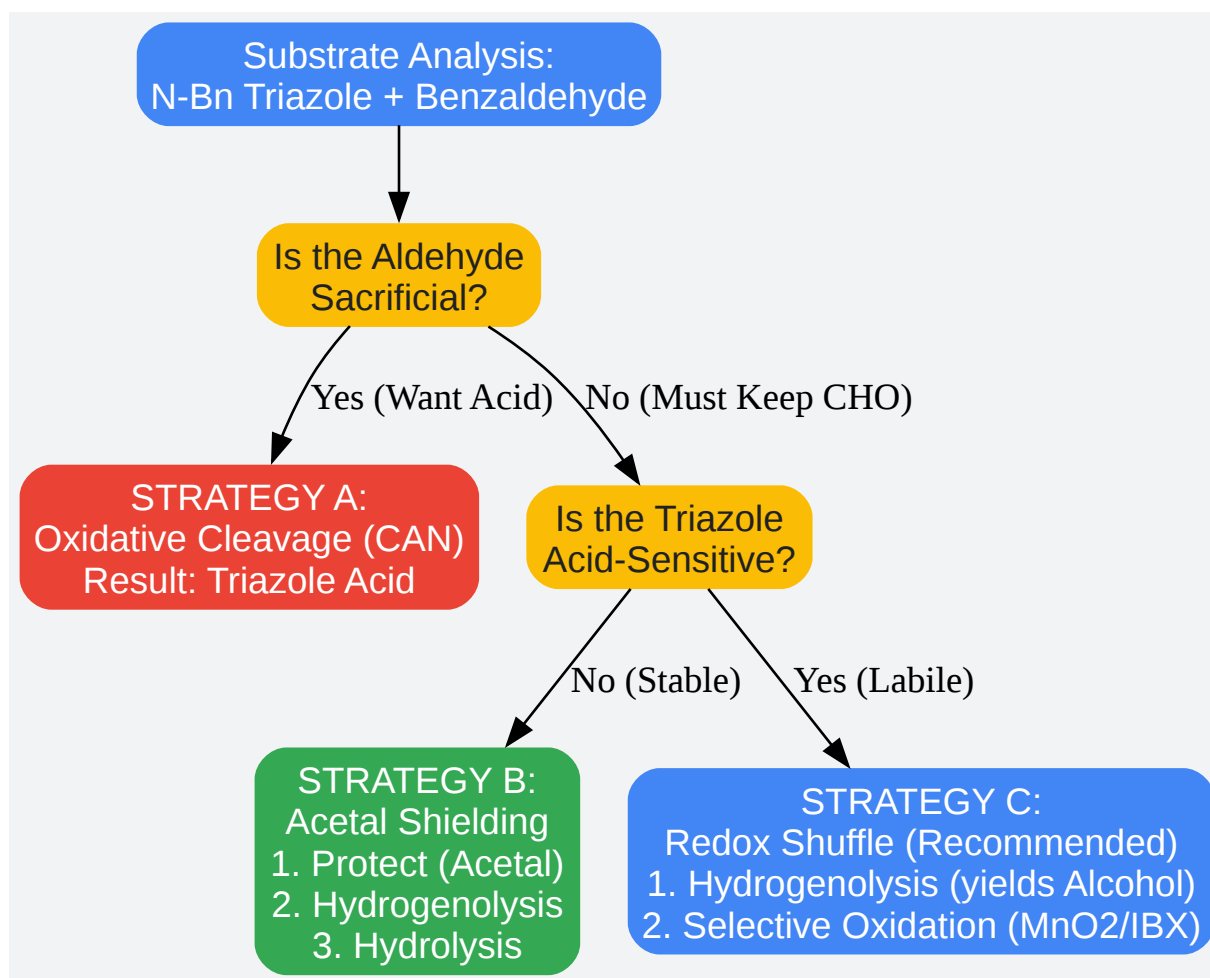 Substrate Analysis:
N-Bn Triazole + Benzaldehyde
Is the Aldehyde
Sacrificial?
Yes (Want Acid)
No (Must Keep CHO)
STRATEGY A:
Oxidative Cleavage (CAN)
Result: Triazole Acid
Is the Triazole
Acid-Sensitive?
No (Stable)
Yes (Labile)
STRATEGY B:
Acetal Shielding
1. Protect (Acetal)
2. Hydrogenolysis
3. Hydrolysis
STRATEGY C:
Redox Shuffle (Recommended)
1. Hydrogenolysis (yields Alcohol)
2. Selective Oxidation (MnO2/IBX)